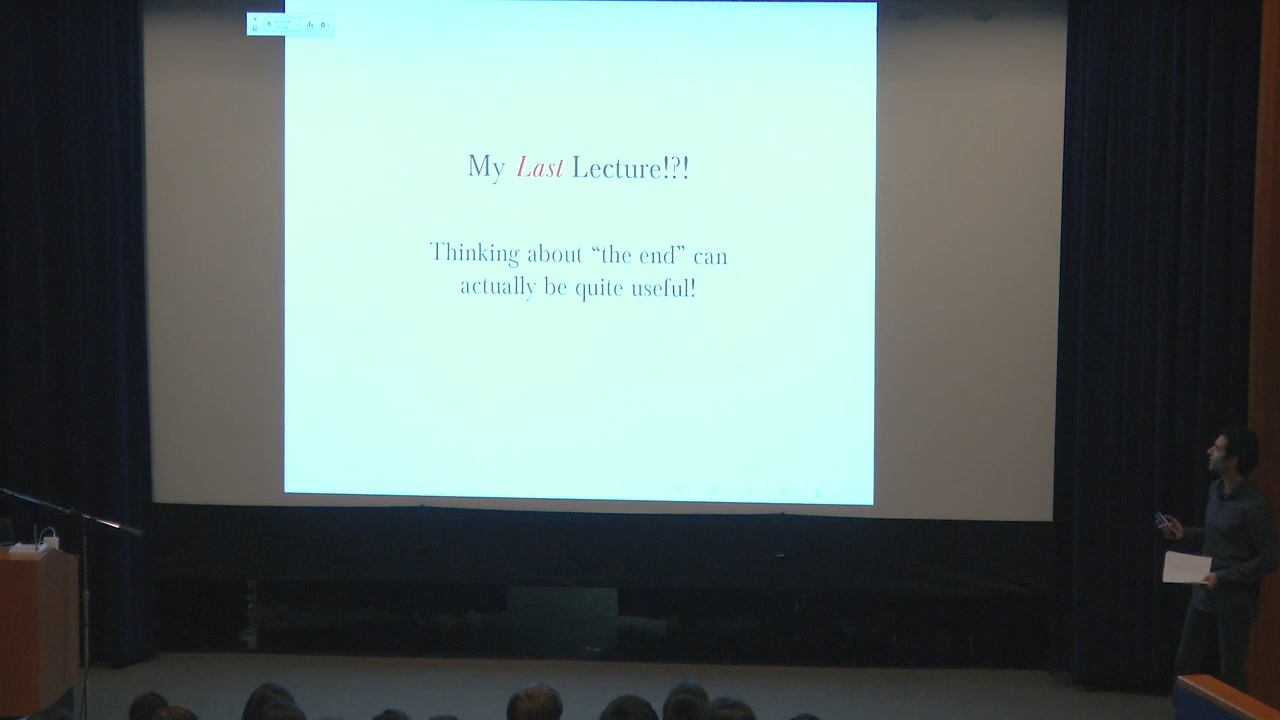 My Last Lecture!?!
Thinking about “the end” can
actually be quite useful!